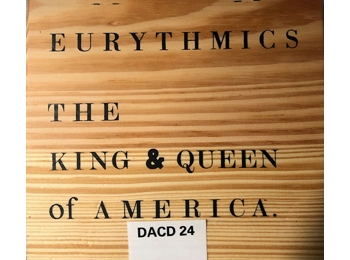 EURYTHMICS
THE
KING & QUEEN
of AMERICA.
DACD 24